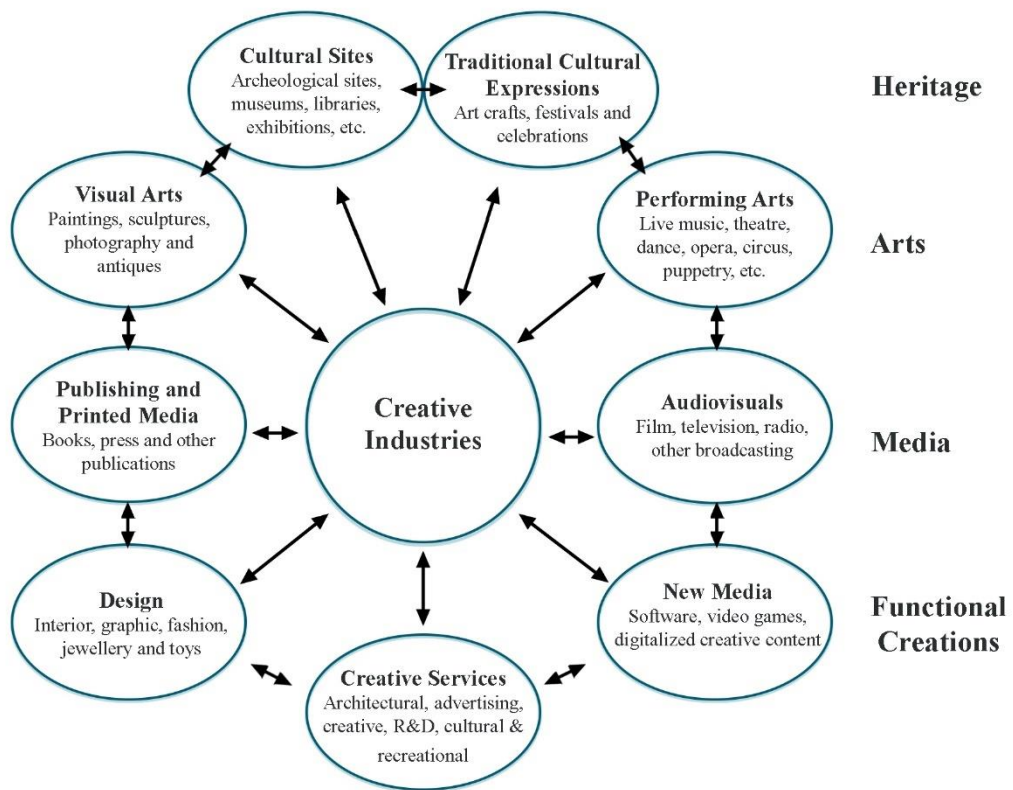 Cultural Sites
Archeological sites,
museums, libraries,
exhibitions, etc.
Traditional Cultural
Expressions
Art crafts, festivals and
celebrations
Heritage
Visual Arts
Paintings, sculptures,
photography and
antiques
Performing Arts
Live music, theatre,
dance, opera, circus,
puppetry, etc.
Arts
Publishing and
Printed Media
Books, press and other
publications
Creative
Industries
Audiovisuals
Film, television, radio,
other broadcasting
Media
Design
Interior, graphic, fashion,
jewellery and toys
Creative Services
Architectural, advertising,
creative, R&D, cultural &
recreational
New Media
Software, video games,
digitalized creative content
Functional
Creations